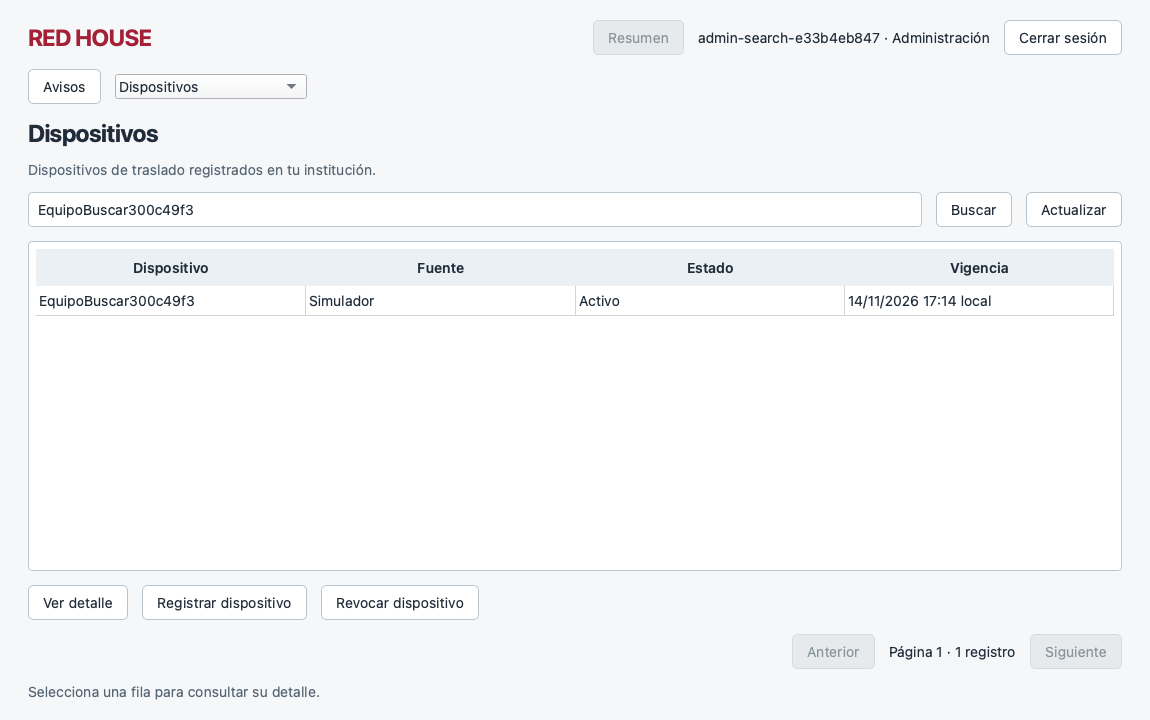 RED HOUSE
Resumen
admin-search-e33b4eb847 · Administración
Cerrar sesión
Avisos
Dispositivos
Dispositivos
Dispositivos de traslado registrados en tu institución.
EquipoBuscar300c49f3
Buscar
Actualizar
Dispositivo Fuente Estado Vigencia
EquipoBuscar300c49f3 Simulador Activo 14/11/2026 17:14 local
Ver detalle
Registrar dispositivo
Revocar dispositivo
Anterior
Página 1 · 1 registro
Siguiente
Selecciona una fila para consultar su detalle.